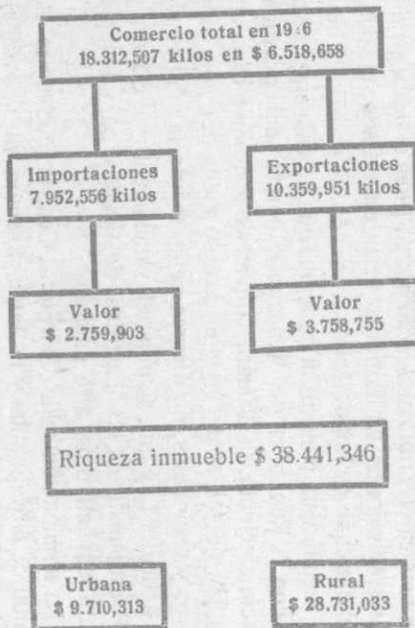 Comercio total en
18.312,507 kilos en $ 6.518,658
Importaciones
7.952,556 kilos
Exportaciones
10.359,951 kilos
Valor
$ 2.759,903
Valor
$ 3.758,755
Riqueza inmueble $ 38.441,346
Urbana
$ 9.710,313
Rural
$ 28.731,033